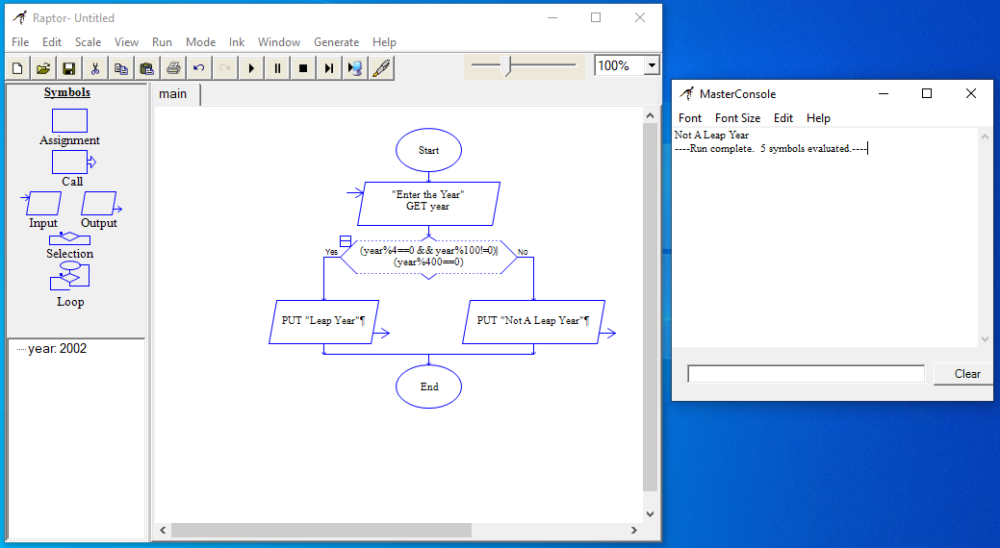 Raptor- Untitled
File Edit Scale View Run Mode Ink Window Generate Help
100%
Symbols
Assignment
Call
Input Output
Selection
Loop
year: 2002
main
Start
"Enter the Year"
GET year
Yes
(year%4==0 && year%100!=0)|
(year%400==0)
No
PUT "Leap Year"¶
PUT "Not A Leap Year"¶
End
MasterConsole
Font Font Size Edit Help
Not A Leap Year
----Run complete. 5 symbols evaluated.----
Clear